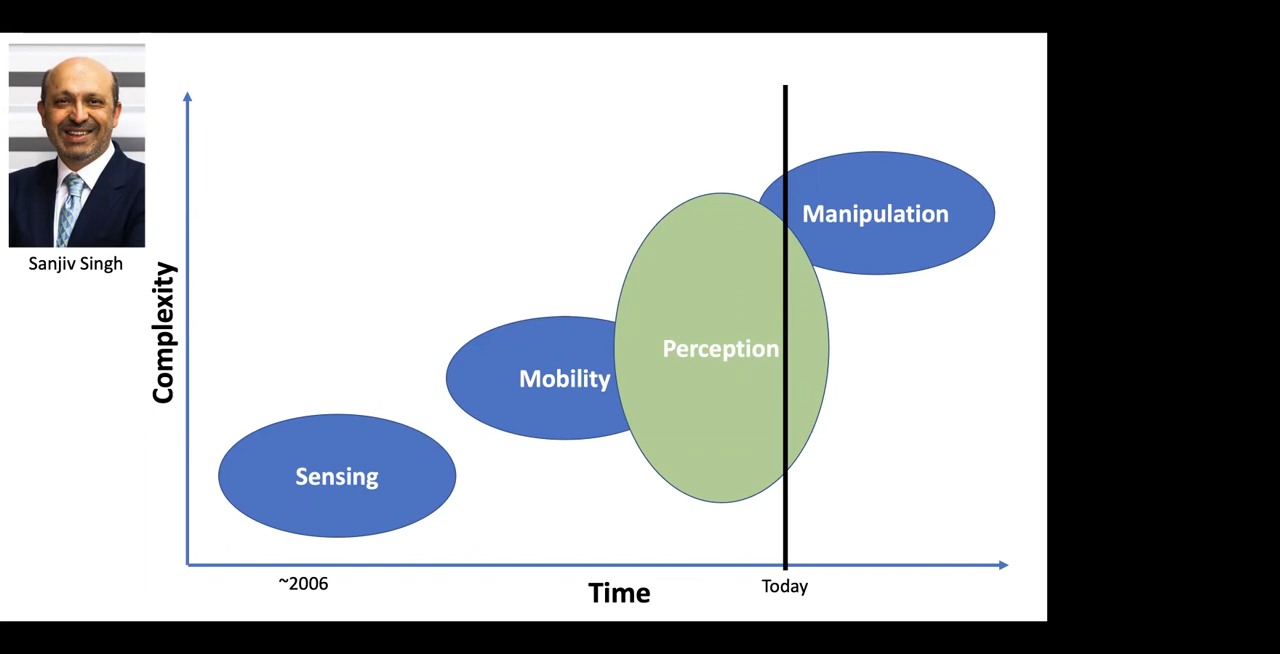 Sanjiv Singh
Complexity
Manipulation
Perception
Mobility
Sensing
~2006
Time
Today